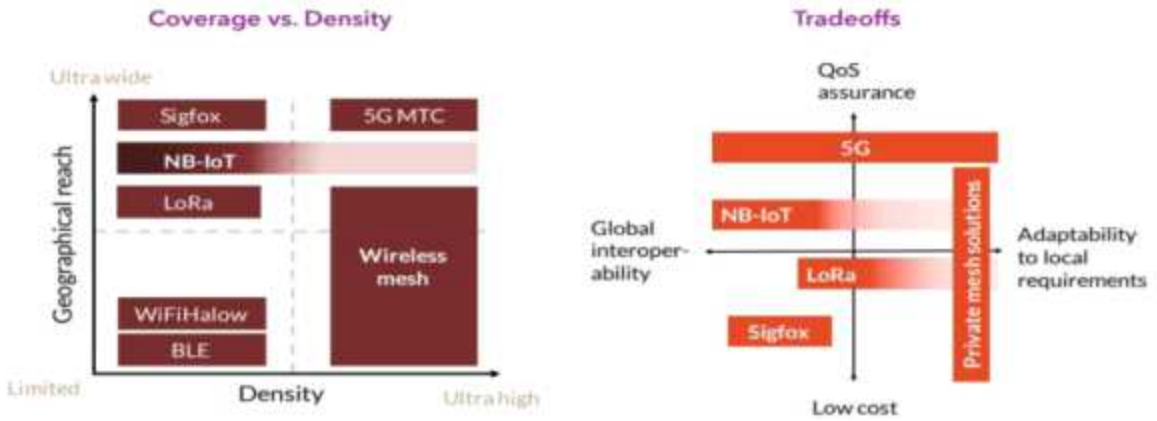 Coverage vs. Density
Ultra wide
Sigfox
5G MTC
NB-IoT
LoRa
Wireless
mesh
WiFiHalow
BLE
Geographical reach
Limited
Density
Ultra high
Tradeoffs
QoS
assurance
5G
NB-IoT
Global
interoper-
ability
LoRa
Sigfox
Private mesh solutions
Adaptability
to local
requirements
Low cost